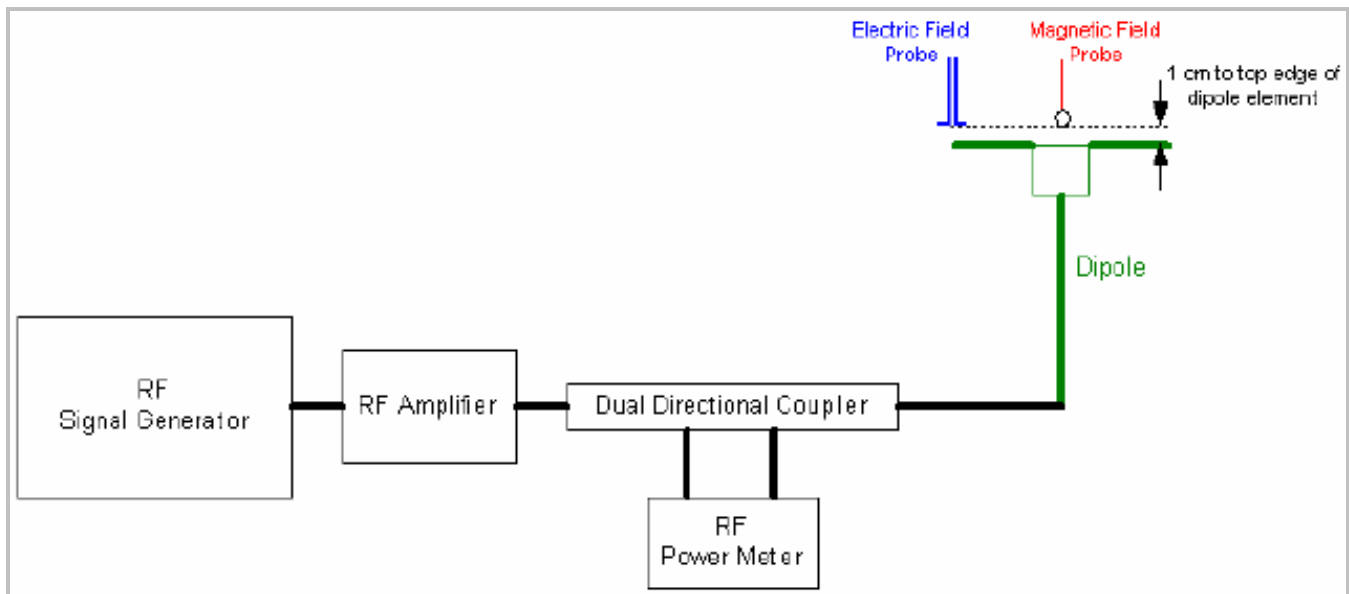 Electric Field
Probe
Magnetic Field
Probe
1 cm to top edge of
dipole element
Dipole
RF
Signal Generator
RF Amplifier
Dual Directional Coupler
RF
Power Meter